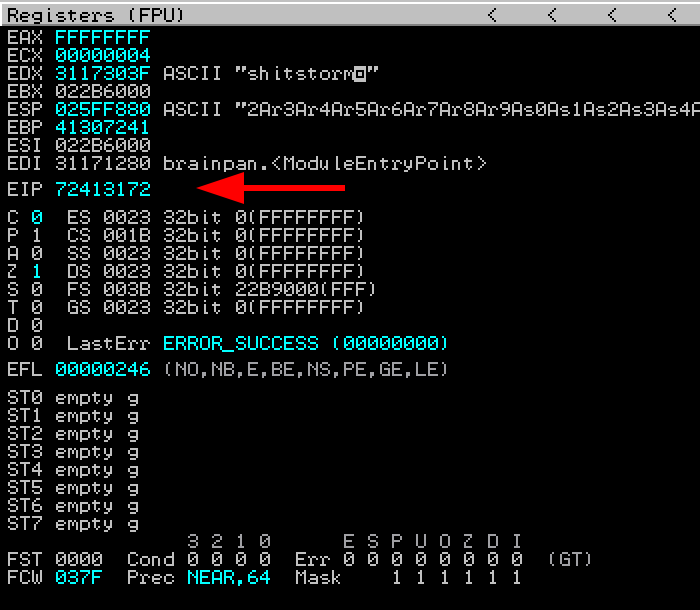 Registers (FPU) < < < <
EAX FFFFFFFF
ECX 00000004
EDX 3117303F ASCII "shitstorm"
EBX 022B6000
ESP 025FF880 ASCII "2Ar3Ar4Ar5Ar6Ar7Ar8Ar9As0As1As2As3As4A
EBP 41307241
ESI 022B6000
EDI 31171280 brainpan.<ModuleEntryPoint>
EIP 72413172
C 0 ES 0023 32bit 0(FFFFFFFF)
P 1 CS 001B 32bit 0(FFFFFFFF)
A 0 SS 0023 32bit 0(FFFFFFFF)
Z 1 DS 0023 32bit 0(FFFFFFFF)
S 0 FS 003B 32bit 22B9000(FFF)
T 0 GS 0023 32bit 0(FFFFFFFF)
D 0
O 0 LastErr ERROR_SUCCESS (00000000)
EFL 00000246 (NO,NB,E,BE,NS,PE,GE,LE)
ST0 empty g
ST1 empty g
ST2 empty g
ST3 empty g
ST4 empty g
ST5 empty g
ST6 empty g
ST7 empty g
3 2 1 0 E S P U O Z D I
FST 0000 Cond 0 0 0 0 Err 0 0 0 0 0 0 0 0 (GT)
FCW 037F Prec NEAR,64 Mask 1 1 1 1 1 1